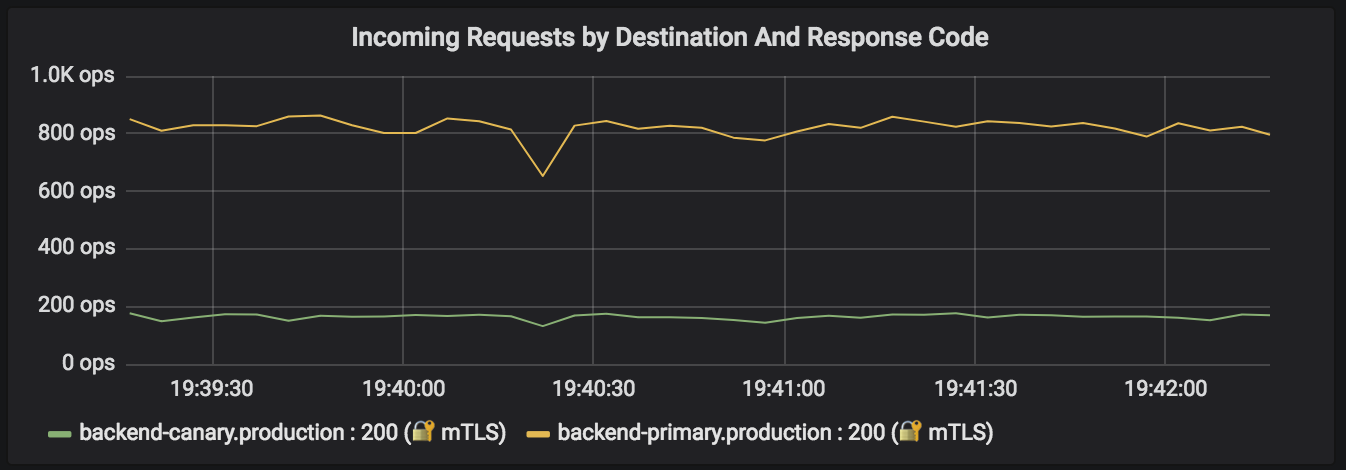 Incoming Requests by Destination And Response Code
1.0K ops
800 ops
600 ops
400 ops
200 ops
0 ops
19:39:30 19:40:00 19:40:30 19:41:00 19:41:30 19:42:00
backend-canary.production : 200 (🔐 mTLS) backend-primary.production : 200 (🔐 mTLS)